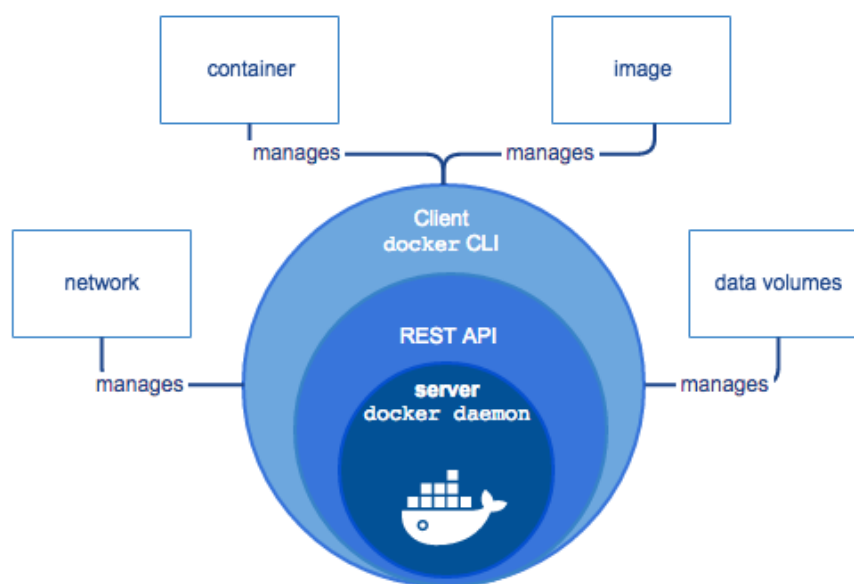 container
image
manages
manages
Client
docker CLI
network
data volumes
REST API
manages
server
manages
docker daemon